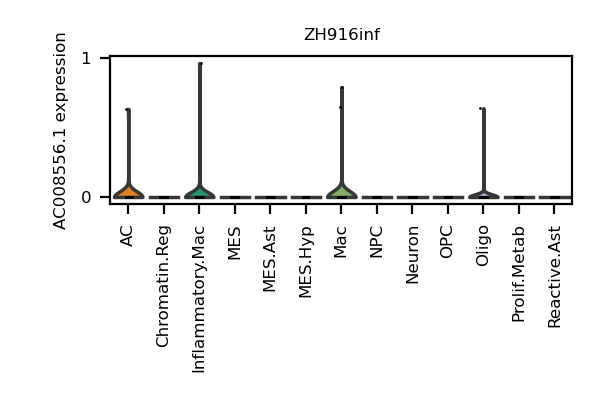 ZH916inf
AC008556.1 expression
1
0
AC
Chromatin.Reg
Inflammatory.Mac
MES
MES.Ast
MES.Hyp
Mac
NPC
Neuron
OPC
Oligo
Prolif.Metab
Reactive.Ast